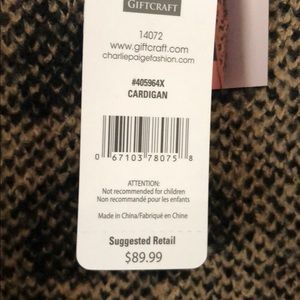 GIFTCRAFT
14072
www.giftcraft.com
charliepaigefashion.com
#405964X
CARDIGAN
0 67103 78075 8
ATTENTION:
Not recommended for children
Non recommandé pour les enfants
Made in China/Fabriqué en Chine
Suggested Retail
$89.99